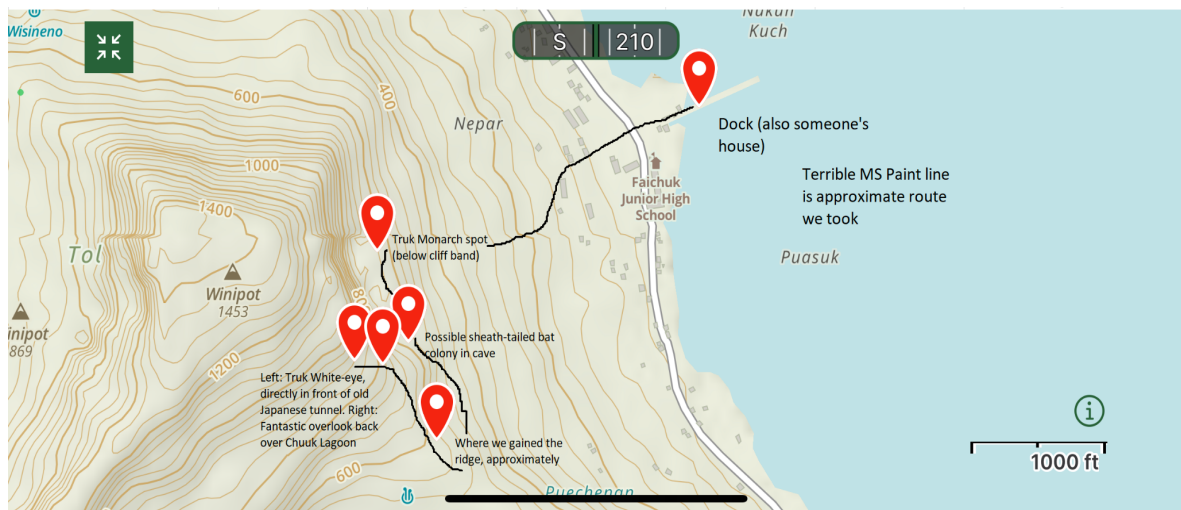 Nukan
Kuch
Wisineno
S
210
400
600
Nepar
Dock (also someone's
house)
1000
Terrible MS Paint line
is approximate route
we took
Faichuk
Junior High
School
1400
Truk Monarch spot
(below cliff band)
Tol
Puasuk
Winipot
1453
800
inipot
869
Possible sheath-tailed bat
colony in cave
1200
Left: Truk White-eye,
directly in front of old
Japanese tunnel. Right:
Fantastic overlook back
over Chuuk Lagoon
Where we gained the
ridge, approximately
600
1000 ft
Puechenan